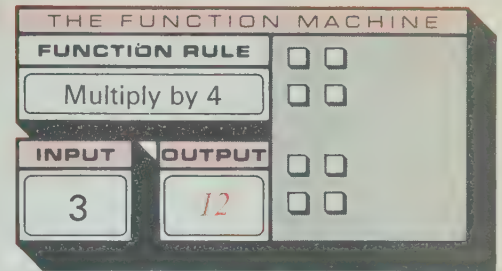 THE FUNCTION MACHINE
FUNCTION RULE
Multiply by 4
INPUT OUTPUT
3 12